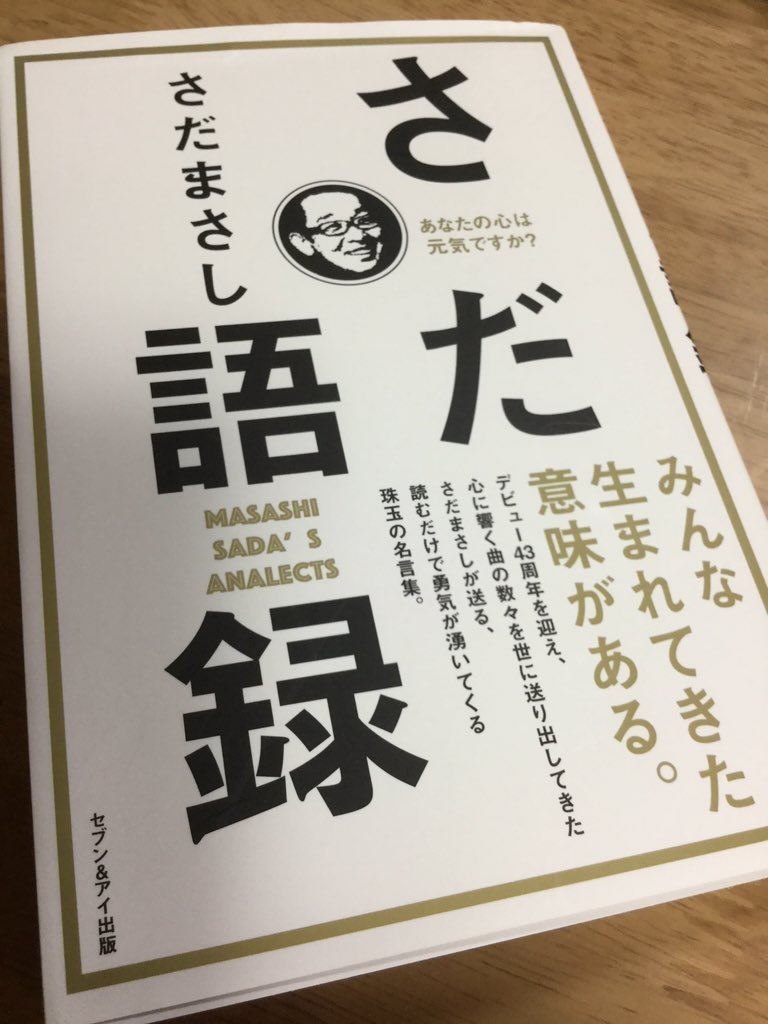 さだ
語録
さだまさし
あなたの心は
元気ですか?
MASASHI
SADA'S
ANALECTS
みんな
生まれてきた
意味がある。
デビュー43周年を迎え、
心に響く曲の数々を世に送り出してきた
さだまさしが送る、
読むだけで勇気が湧いてくる
珠玉の名言集。
セブン&アイ出版